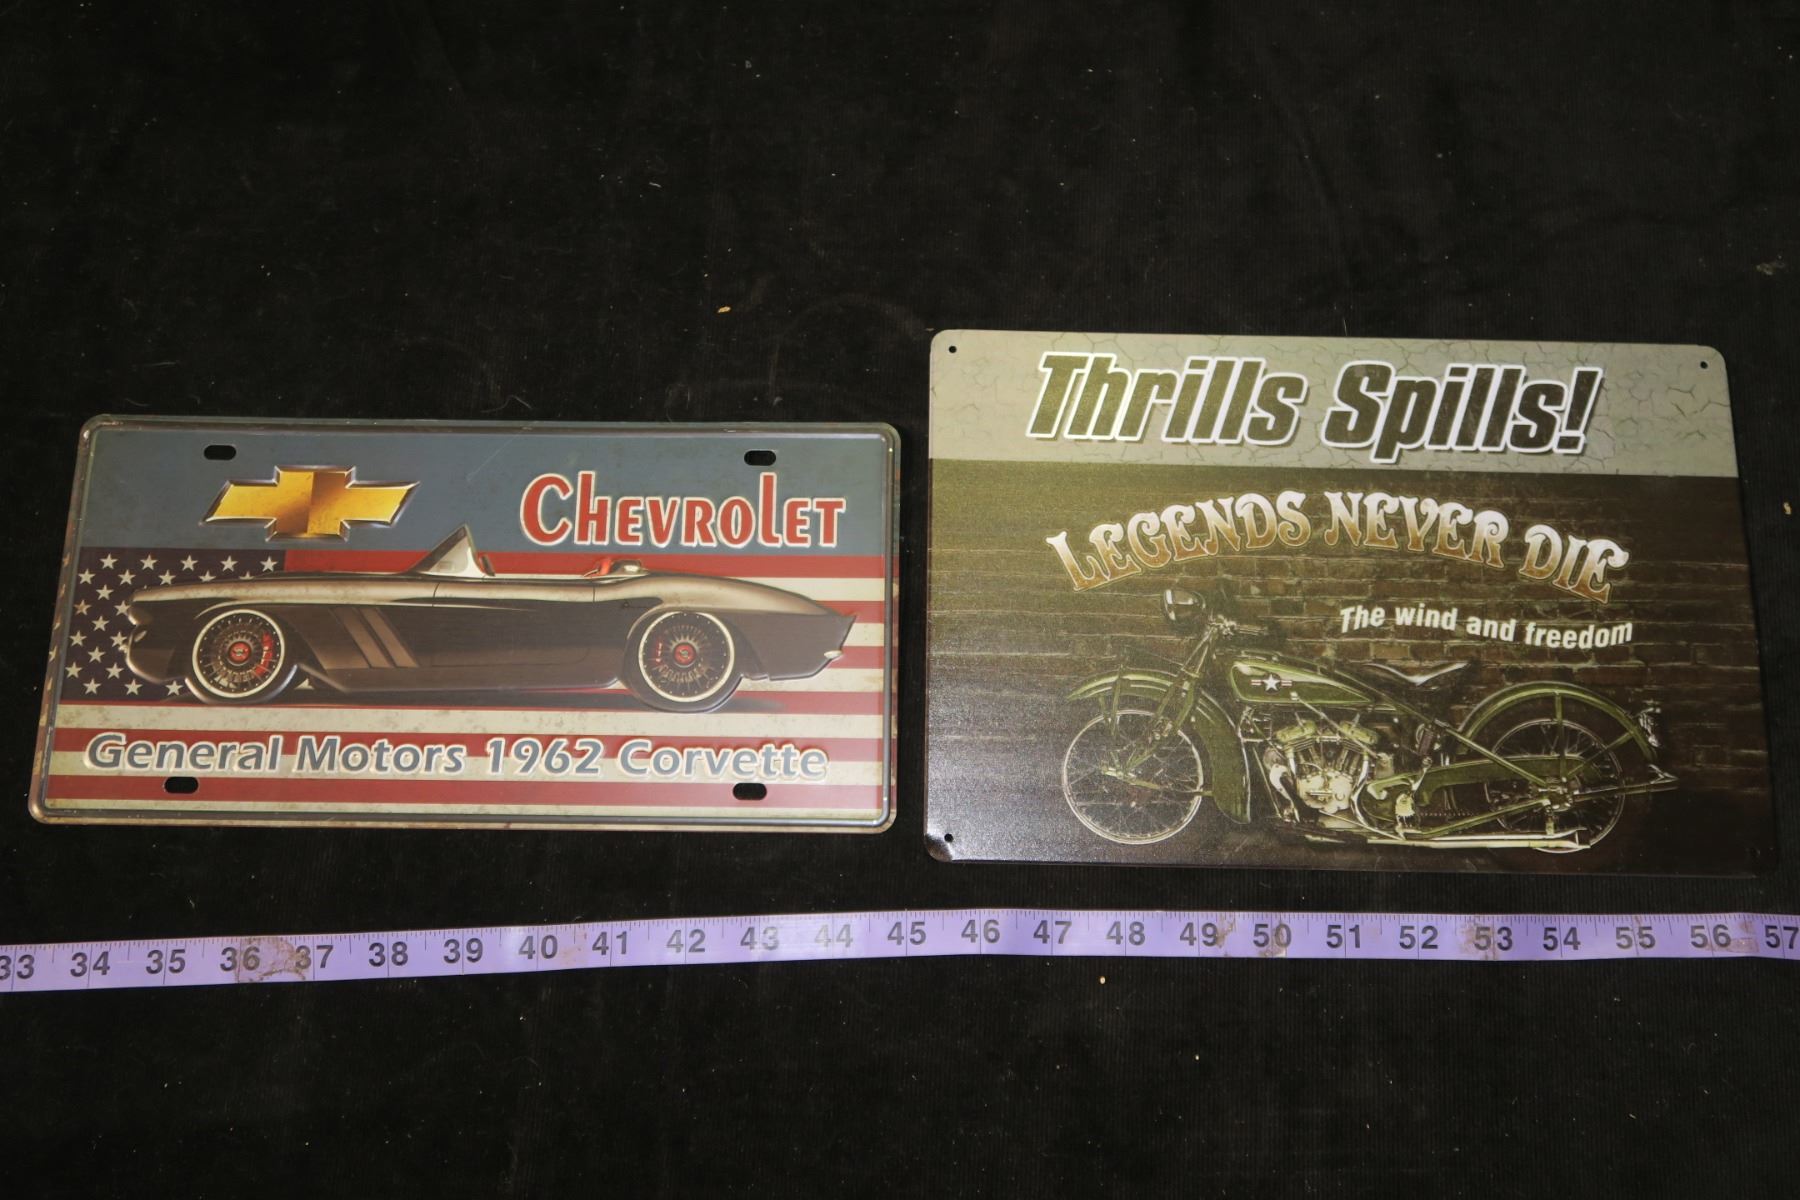 Chevrolet
General Motors 1962 Corvette
Thrills Spills!
LEGENDS NEVER DIE
The wind and freedom
33 34 35 36 37 38 39 40 41 42 43 44 45 46 47 48 49 50 51 52 53 54 55 56 57